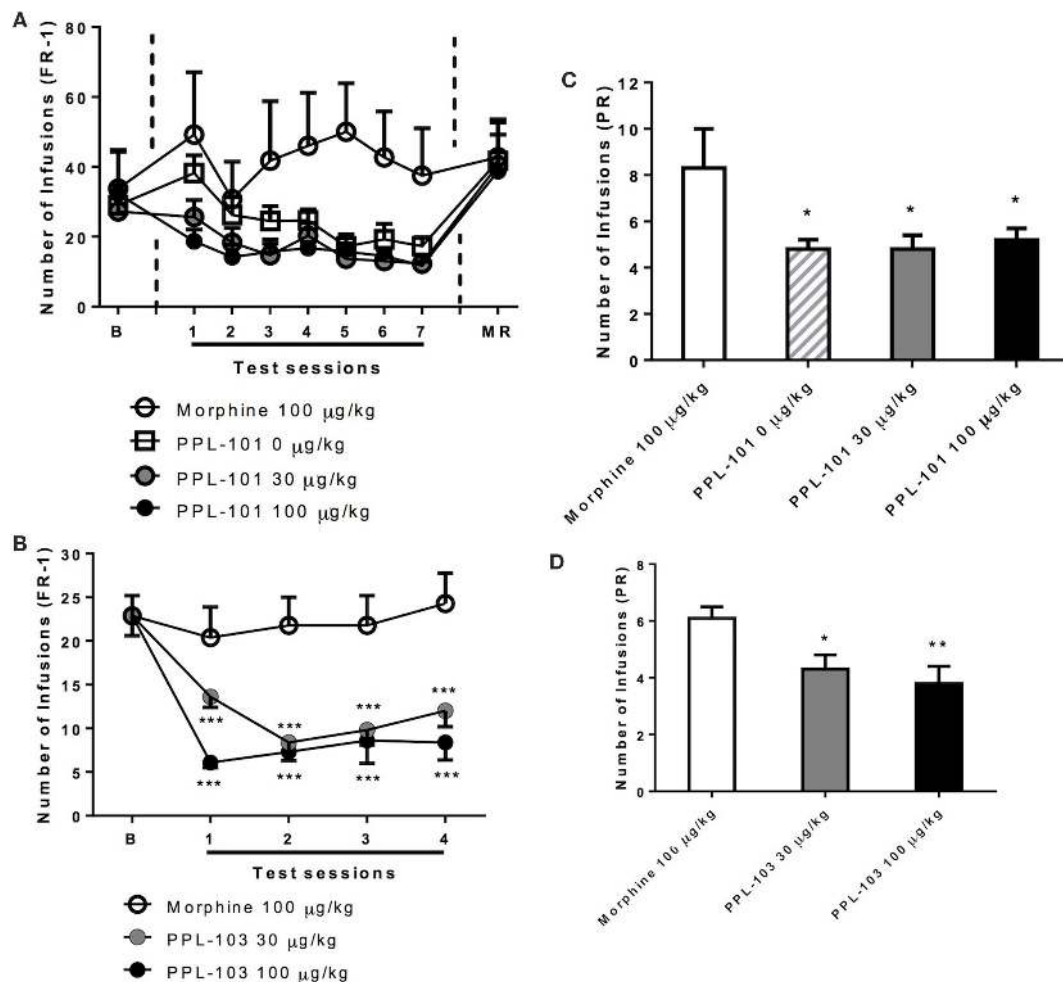 A
Number of Infusions (FR-1)
80
60
40
20
0
B 1 2 3 4 5 6 7 MR
Test sessions
Morphine 100 µg/kg
PPL-101 0 µg/kg
PPL-101 30 µg/kg
PPL-101 100 µg/kg
B
Number of Infusions (FR-1)
30
25
20
15
10
5
0
***
***
***
***
***
***
***
***
B 1 2 3 4
Test sessions
Morphine 100 µg/kg
PPL-103 30 µg/kg
PPL-103 100 µg/kg
C
Number of Infusions (PR)
12
10
8
6
4
2
0
*
*
*
Morphine 100 µg/kg
PPL-101 0 µg/kg
PPL-101 30 µg/kg
PPL-101 100 µg/kg
D
Number of Infusions (PR)
8
6
4
2
0
*
**
Morphine 100 µg/kg
PPL-103 30 µg/kg
PPL-103 100 µg/kg